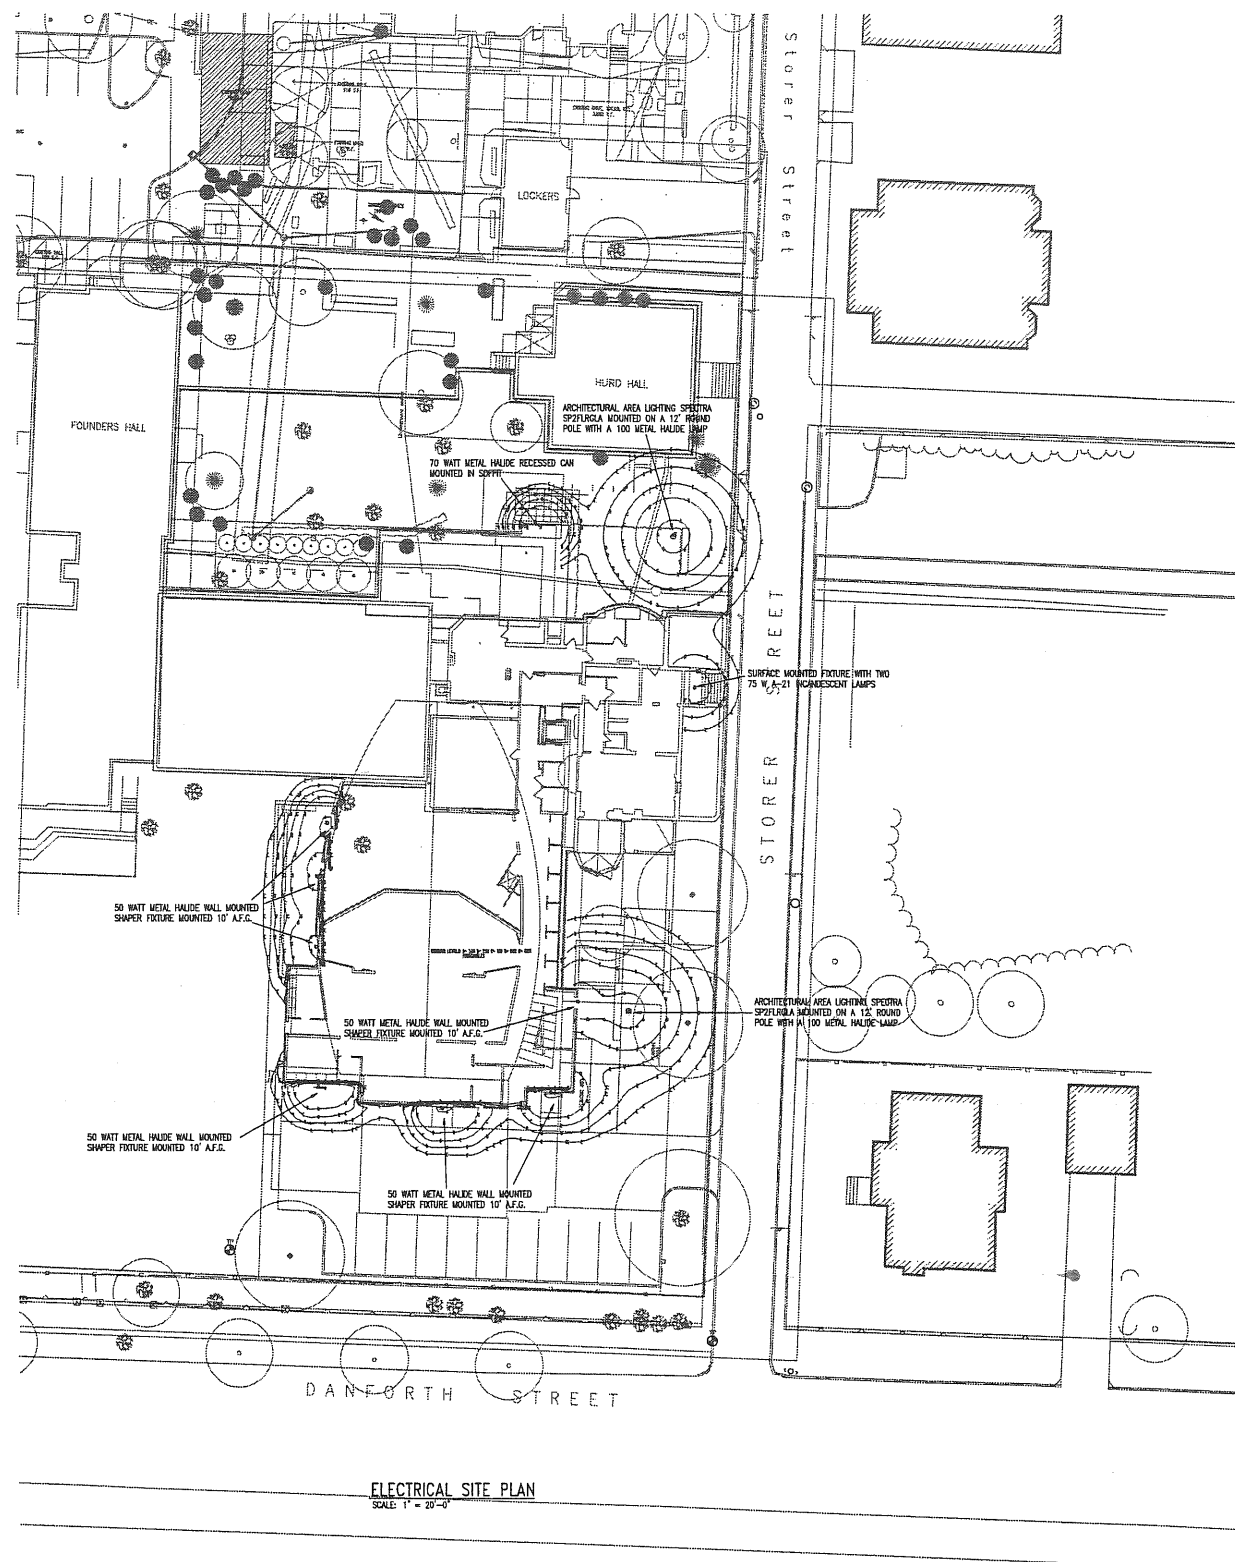 Storer Street
LOCKERS
HURD HALL
FOUNDERS HALL
ARCHITECTURAL AREA LIGHTING SPECTRA
SP2FLRGLA MOUNTED ON A 12' ROUND
POLE WITH A 100 METAL HALIDE LAMP
70 WATT METAL HALIDE RECESSED CAN
MOUNTED IN SOFFIT
SURFACE MOUNTED FIXTURE WITH TWO
75 W A-21 INCANDESCENT LAMPS
STORER STREET
50 WATT METAL HALIDE WALL MOUNTED
SHAPER FIXTURE MOUNTED 10' A.F.G.
ARCHITECTURAL AREA LIGHTING SPECTRA
SP2FLRGLA MOUNTED ON A 12' ROUND
POLE WITH A 100 METAL HALIDE LAMP
50 WATT METAL HALIDE WALL MOUNTED
SHAPER FIXTURE MOUNTED 10' A.F.G.
50 WATT METAL HALIDE WALL MOUNTED
SHAPER FIXTURE MOUNTED 10' A.F.G.
50 WATT METAL HALIDE WALL MOUNTED
SHAPER FIXTURE MOUNTED 10' A.F.G.
DANFORTH STREET
ELECTRICAL SITE PLAN
SCALE: 1" = 20'-0"